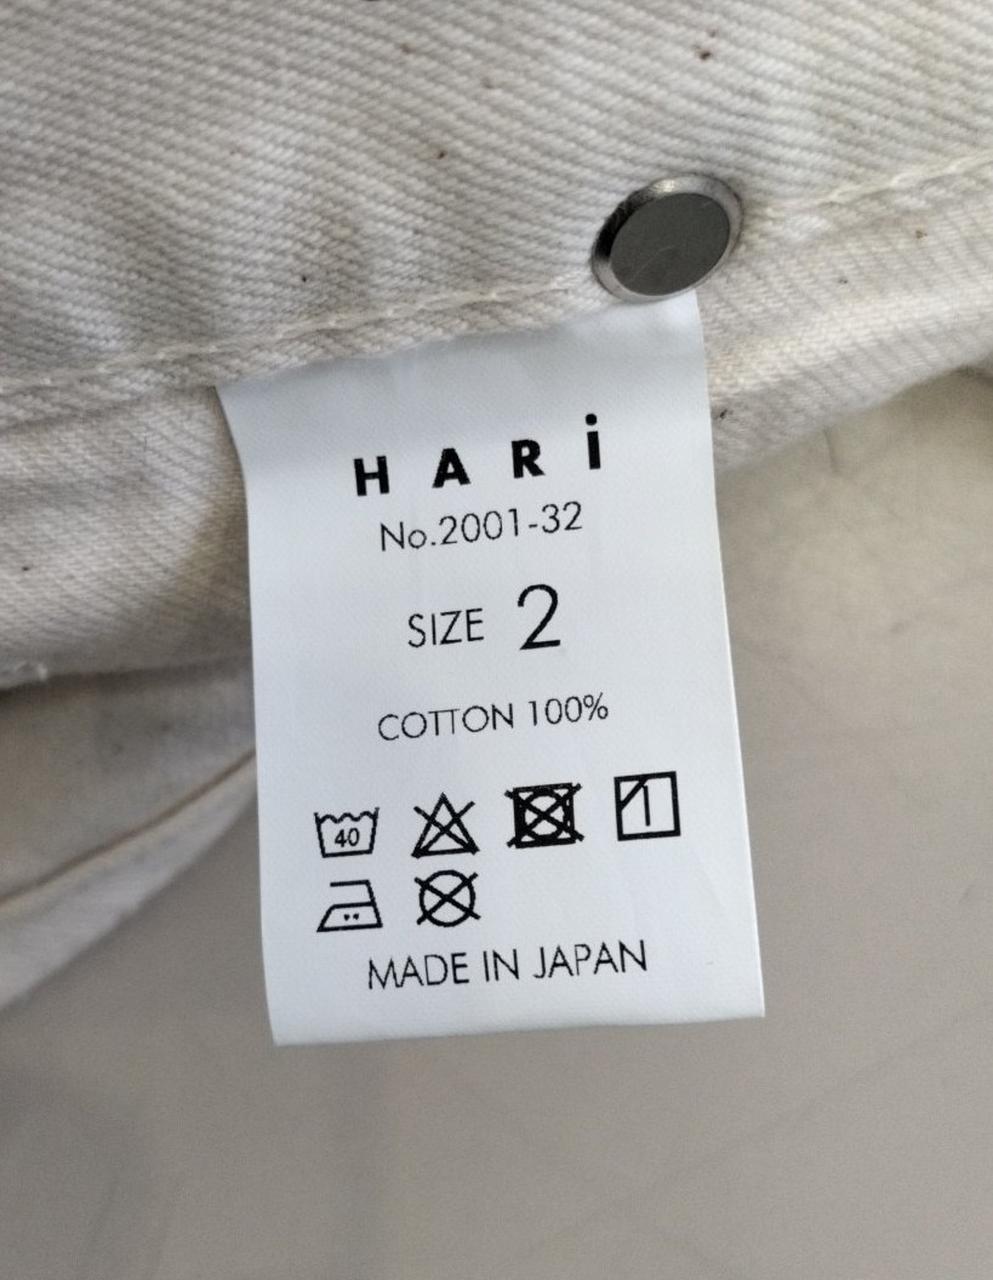 HARi
No.2001-32
SIZE 2
COTTON 100%
40
MADE IN JAPAN